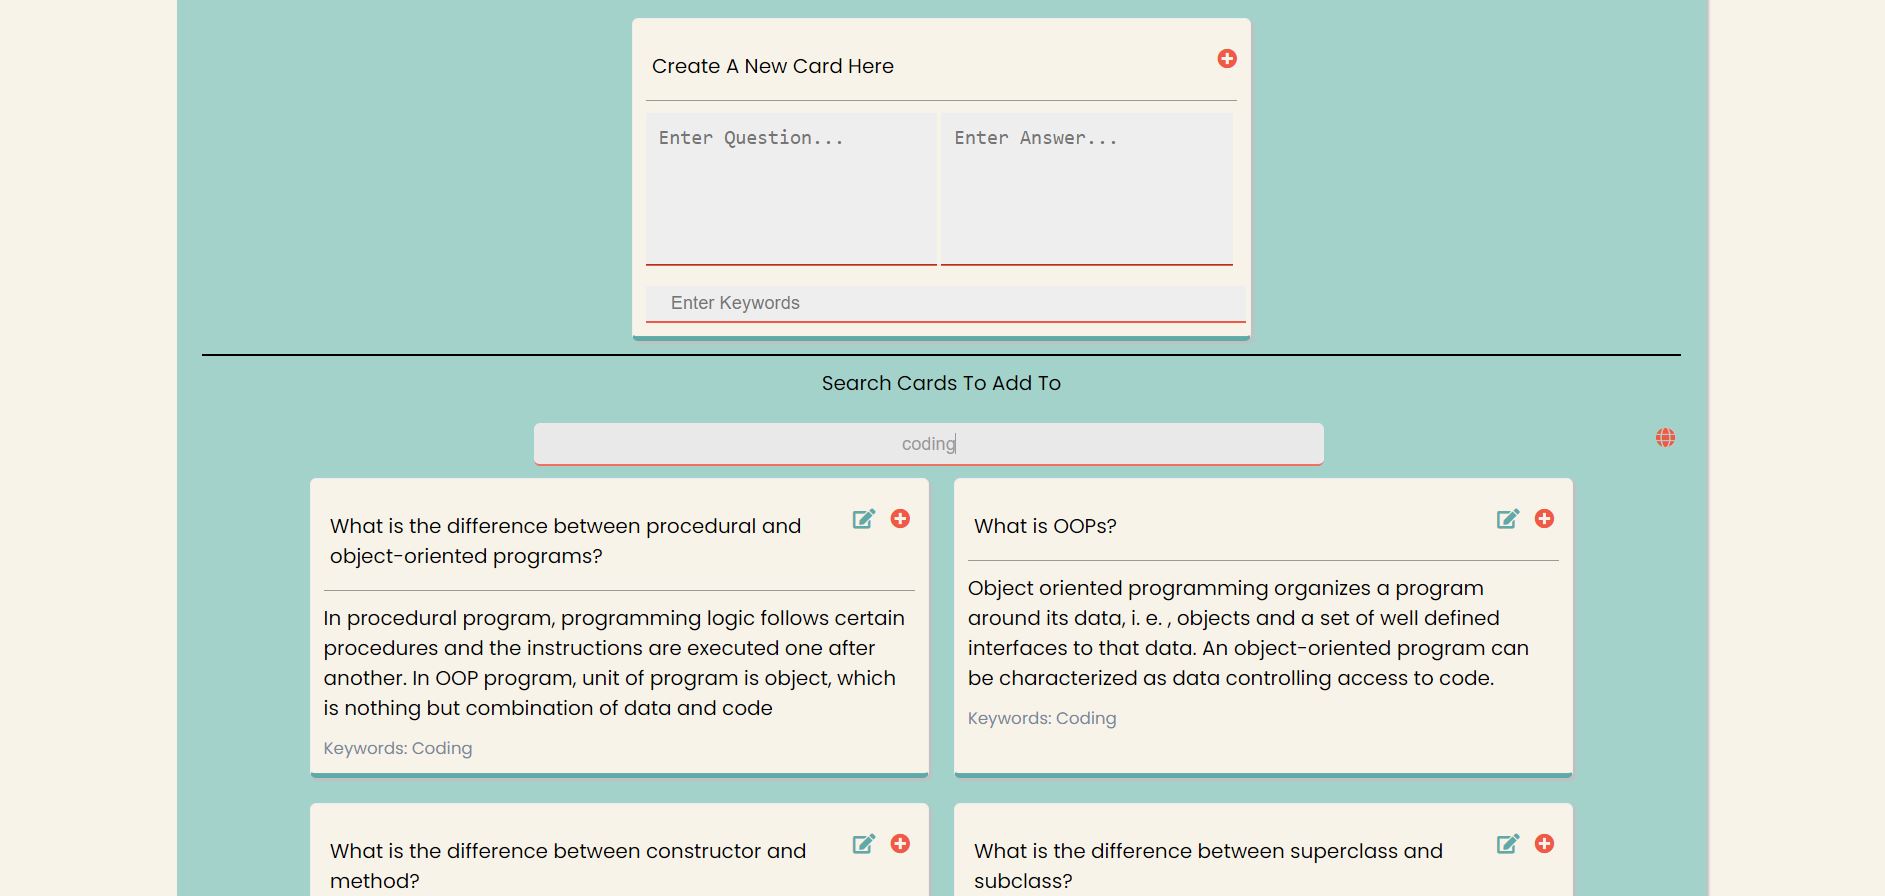 Create A New Card Here
Enter Question...
Enter Answer...
Enter Keywords
Search Cards To Add To
coding
What is the difference between procedural and
object-oriented programs?
In procedural program, programming logic follows certain
procedures and the instructions are executed one after
another. In OOP program, unit of program is object, which
is nothing but combination of data and code
Keywords: Coding
What is OOPs?
Object oriented programming organizes a program
around its data, i. e. , objects and a set of well defined
interfaces to that data. An object-oriented program can
be characterized as data controlling access to code.
Keywords: Coding
What is the difference between constructor and
method?
What is the difference between superclass and
subclass?